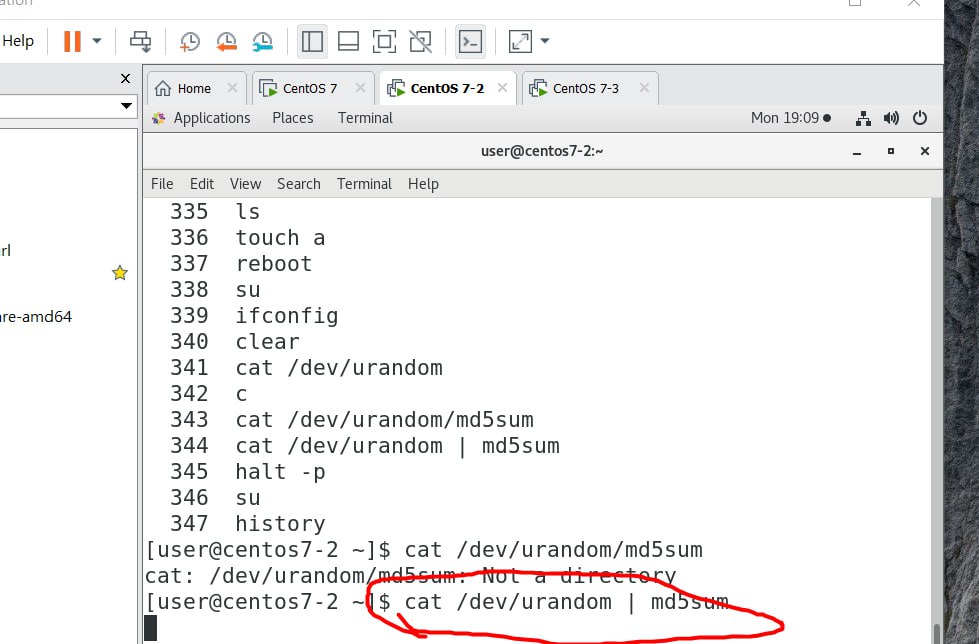 Help
Home
CentOS 7
CentOS 7-2
CentOS 7-3
Applications Places Terminal Mon 19:09
user@centos7-2:~
File Edit View Search Terminal Help
335 ls
336 touch a
337 reboot
338 su
339 ifconfig
340 clear
341 cat /dev/urandom
342 c
343 cat /dev/urandom/md5sum
344 cat /dev/urandom | md5sum
345 halt -p
346 su
347 history
[user@centos7-2 ~]$ cat /dev/urandom/md5sum
cat: /dev/urandom/md5sum: Not a directory
[user@centos7-2 ~]$ cat /dev/urandom | md5sum
rl
re-amd64